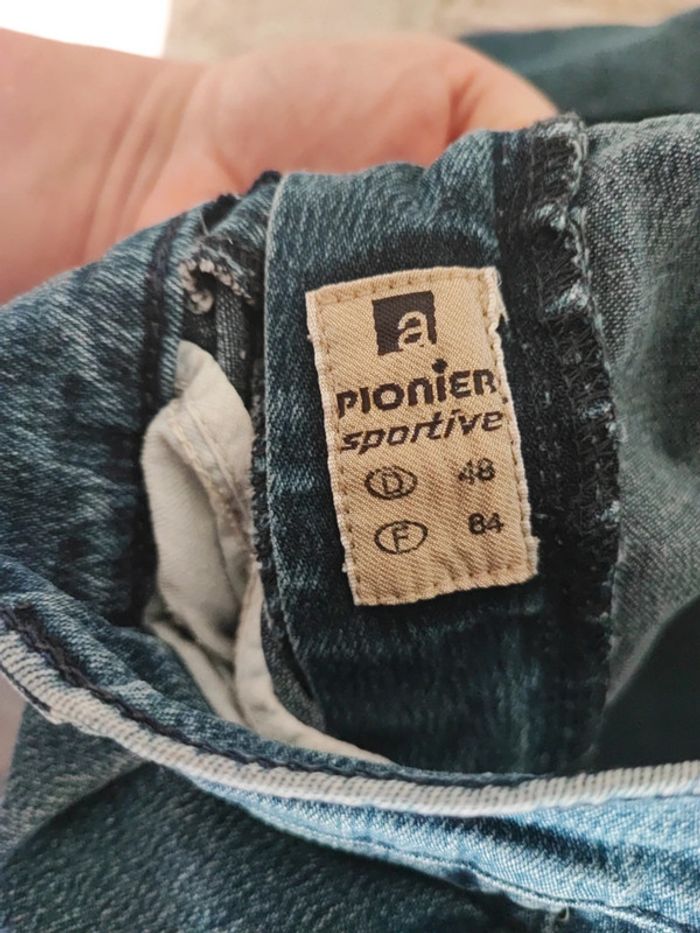 a
PIONIER
sportive
D 48
F 84